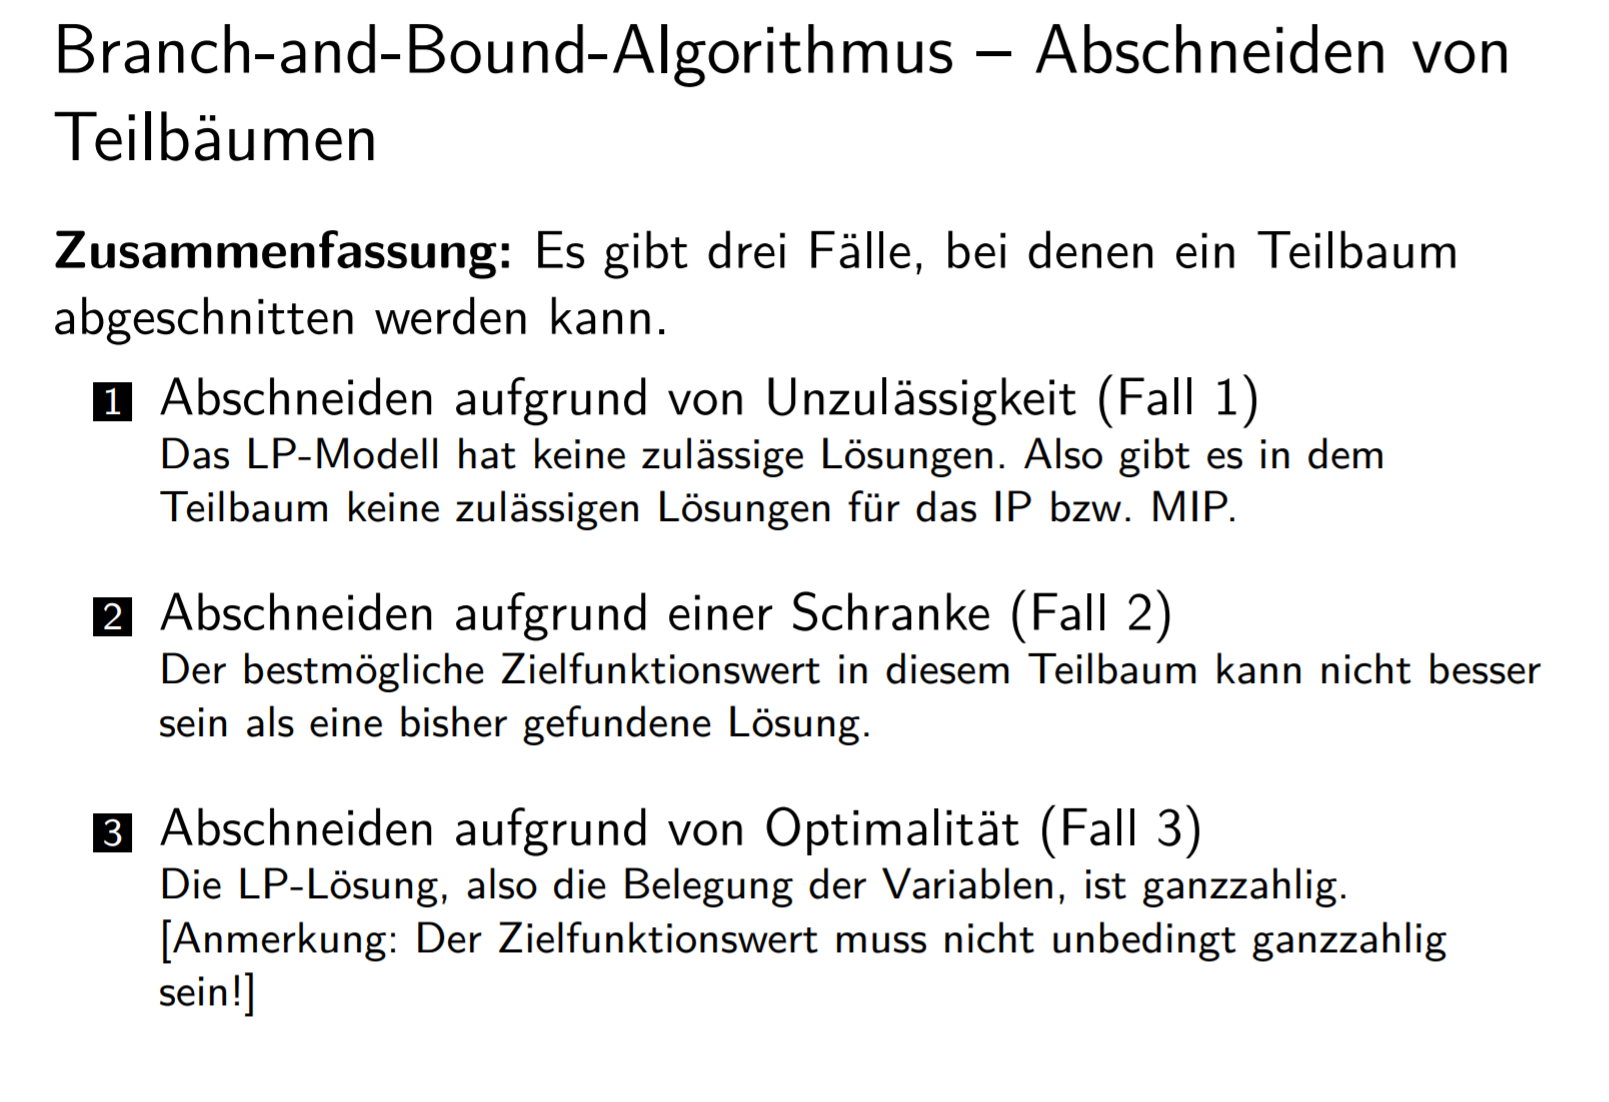 Branch-and-Bound-Algorithmus – Abschneiden von
Teilbäumen
Zusammenfassung: Es gibt drei Fälle, bei denen ein Teilbaum
abgeschnitten werden kann.
1 Abschneiden aufgrund von Unzulässigkeit (Fall 1)
Das LP-Modell hat keine zulässige Lösungen. Also gibt es in dem
Teilbaum keine zulässigen Lösungen für das IP bzw. MIP.
2 Abschneiden aufgrund einer Schranke (Fall 2)
Der bestmögliche Zielfunktionswert in diesem Teilbaum kann nicht besser
sein als eine bisher gefundene Lösung.
3 Abschneiden aufgrund von Optimalität (Fall 3)
Die LP-Lösung, also die Belegung der Variablen, ist ganzzahlig.
[Anmerkung: Der Zielfunktionswert muss nicht unbedingt ganzzahlig
sein!]